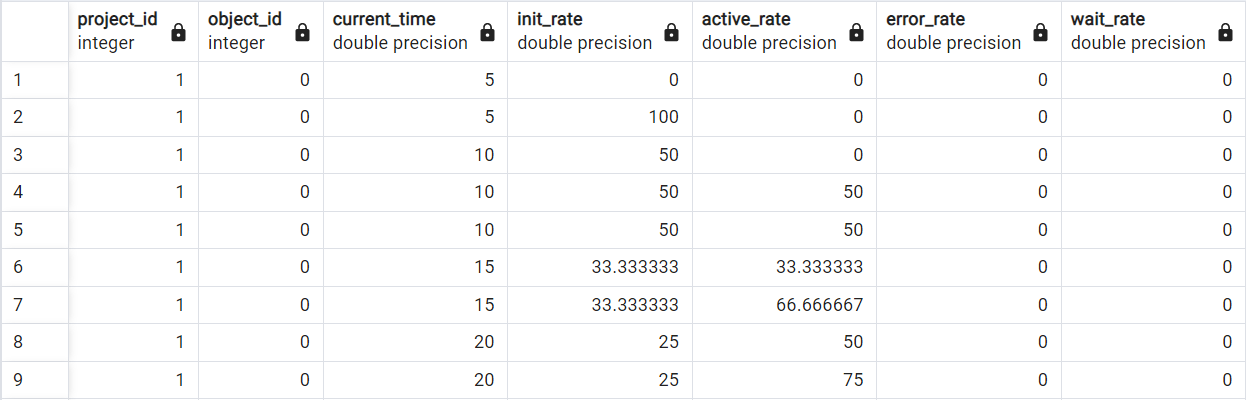 project_id object_id current_time init_rate active_rate error_rate wait_rate
integer integer double precision double precision double precision double precision double precision
1 1 0 5 0 0 0 0
2 1 0 5 100 0 0 0
3 1 0 10 50 0 0 0
4 1 0 10 50 50 0 0
5 1 0 10 50 50 0 0
6 1 0 15 33.333333 33.333333 0 0
7 1 0 15 33.333333 66.666667 0 0
8 1 0 20 25 50 0 0
9 1 0 20 25 75 0 0